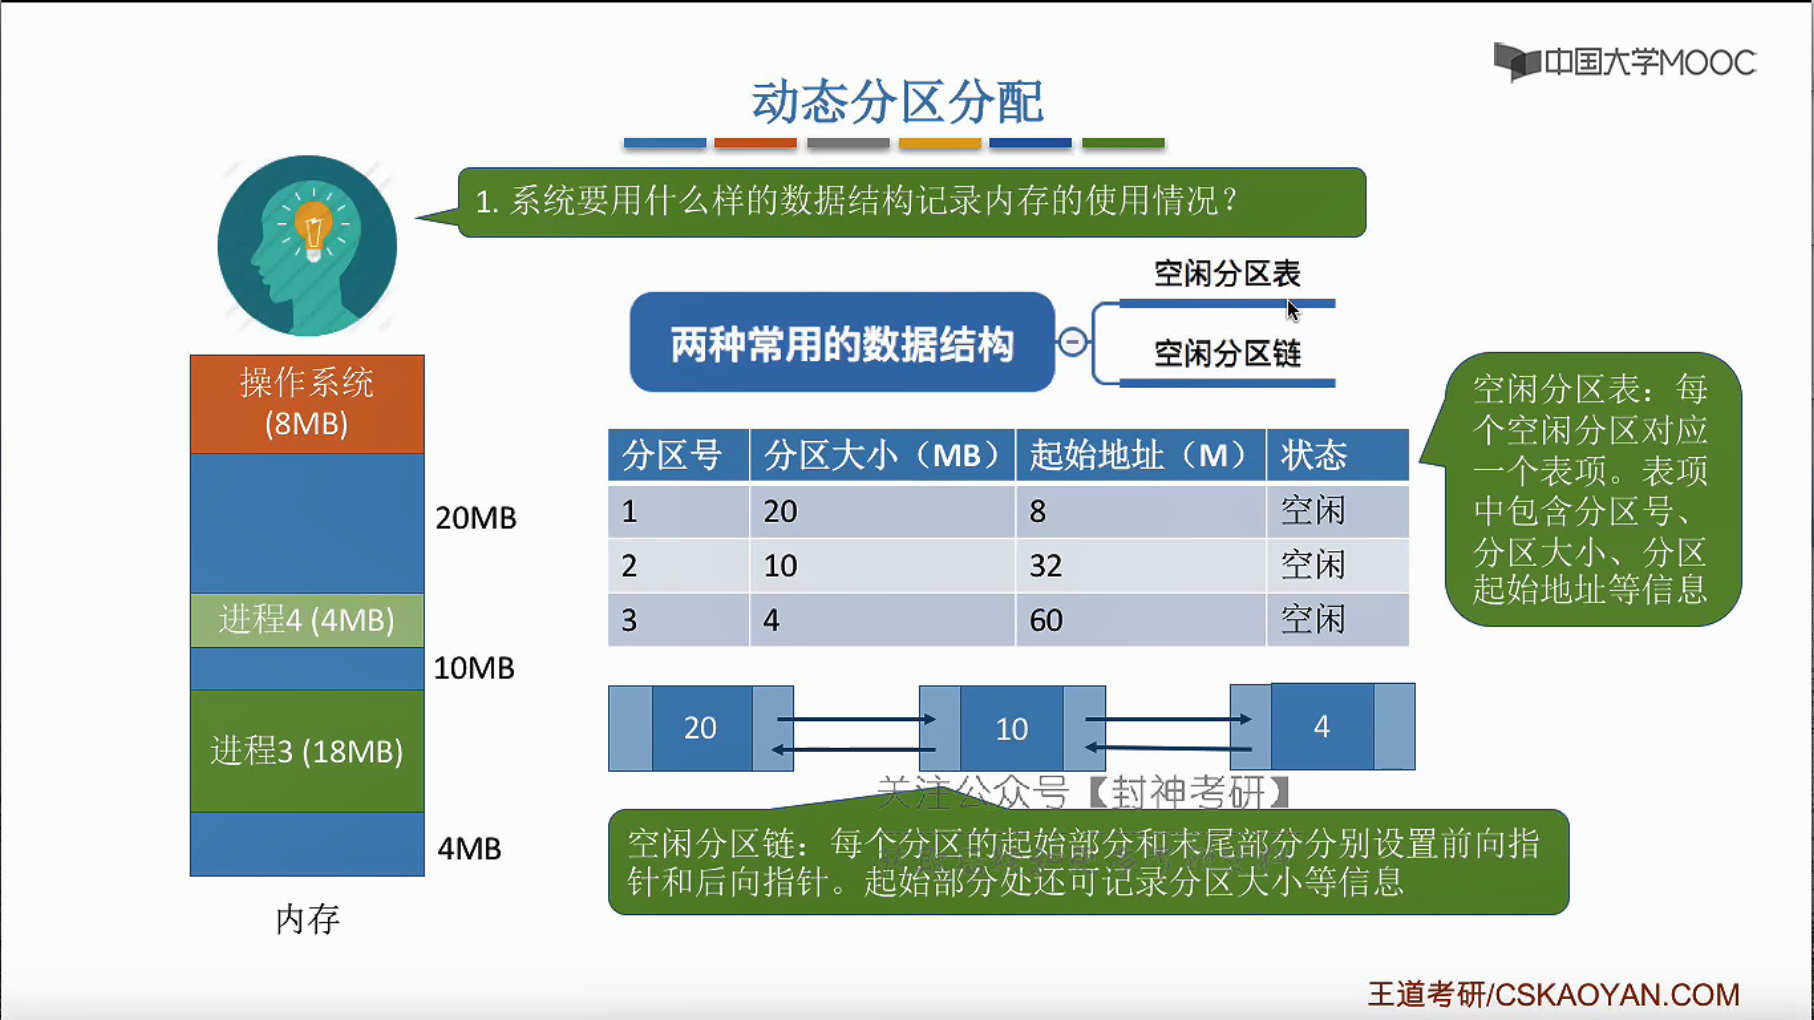 中国大学MOOC
动态分区分配
1. 系统要用什么样的数据结构记录内存的使用情况？
空闲分区表
两种常用的数据结构
空闲分区链
操作系统
(8MB)
20MB
进程4 (4MB)
10MB
进程3 (18MB)
4MB
内存
分区号 分区大小（MB） 起始地址（M） 状态
1 20 8 空闲
2 10 32 空闲
3 4 60 空闲
空闲分区表：每
个空闲分区对应
一个表项。表项
中包含分区号、
分区大小、分区
起始地址等信息
20 10 4
关注公众号【封神考研】
空闲分区链：每个分区的起始部分和末尾部分分别设置前向指
针和后向指针。起始部分处还可记录分区大小等信息
王道考研/CSKAOYAN.COM